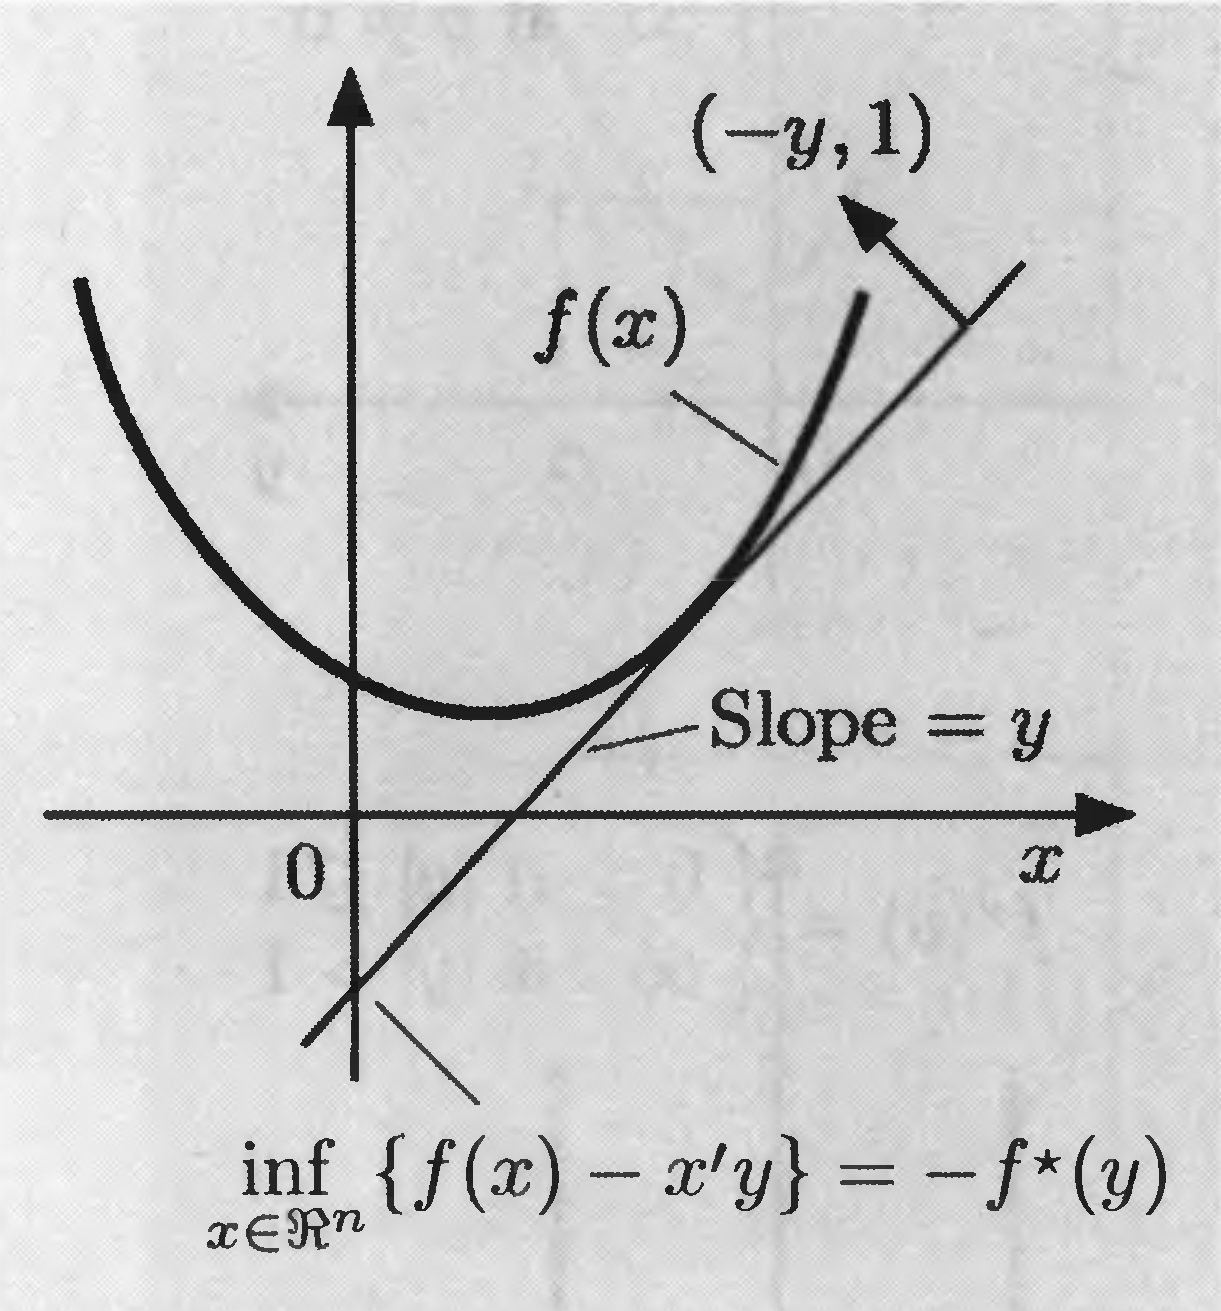 (−y, 1)
f(x)
Slope = y
0
x
inf {f(x) − x′y} = −f⋆(y)
x∈ℜⁿ